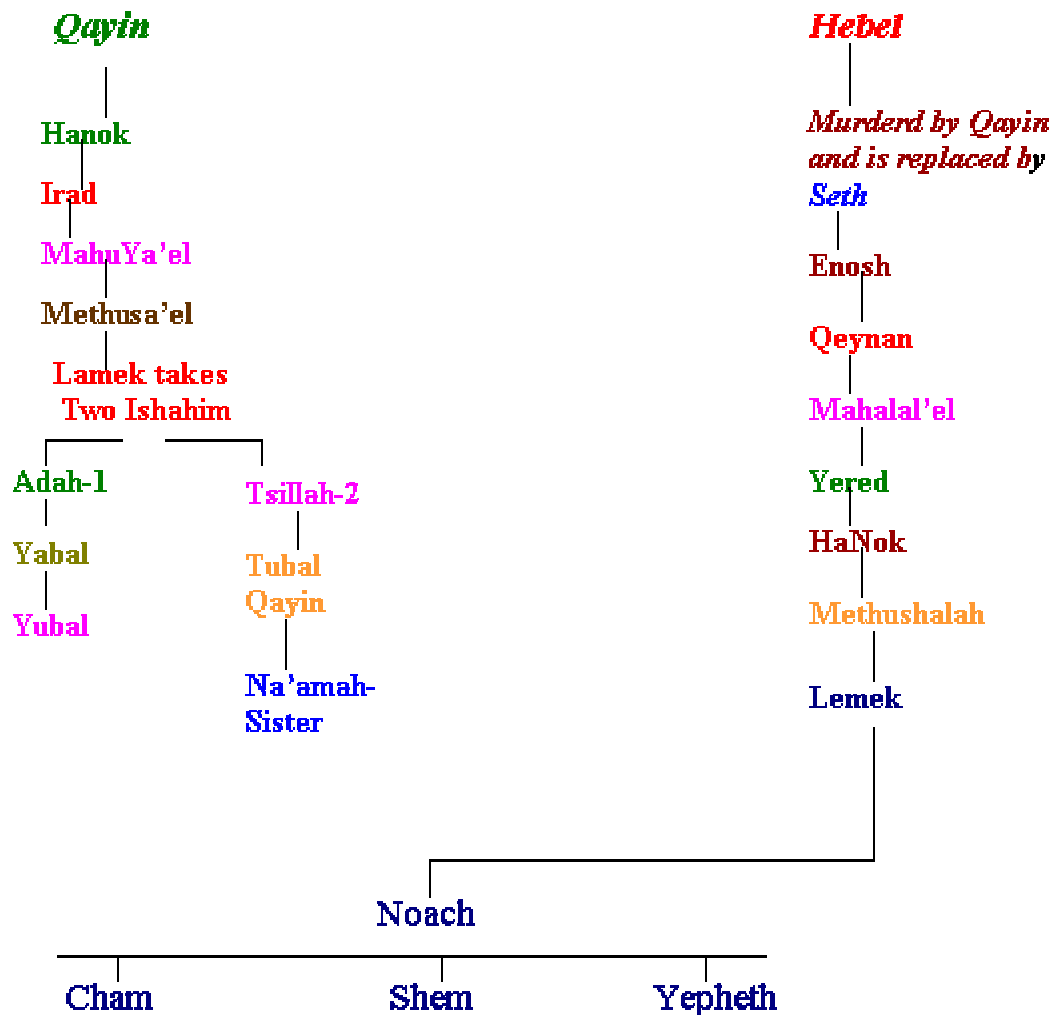 Qayin
Hanok
Irad
MahuYa'el
Methusa'el
Lamek takes
Two Ishahim
Adah-1
Yabal
Yubal
Tsillah-2
Tubal
Qayin
Na'amah-
Sister
Hebel
Murderd by Qayin
and is replaced by
Seth
Enosh
Qeynan
Mahalal'el
Yered
HaNok
Methushalah
Lemek
Noach
Cham
Shem
Yepheth